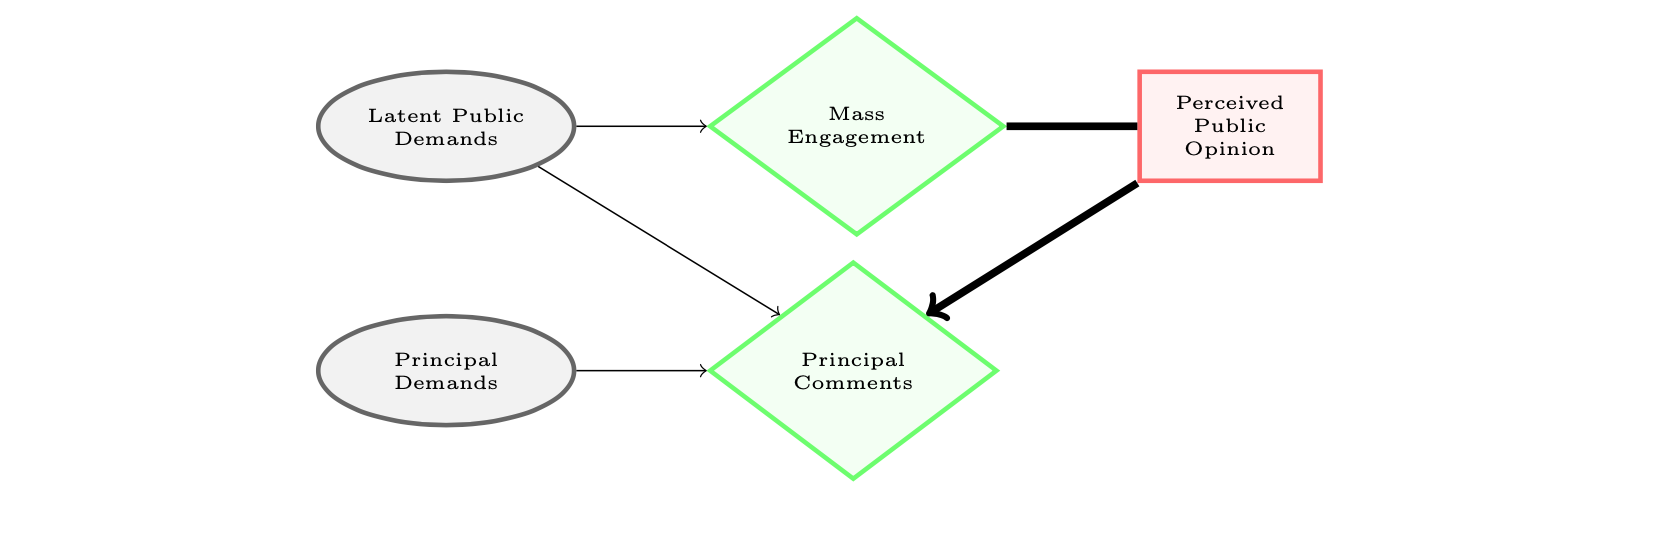 Latent Public
Demands
Mass
Engagement
Perceived
Public
Opinion
Principal
Demands
Principal
Comments